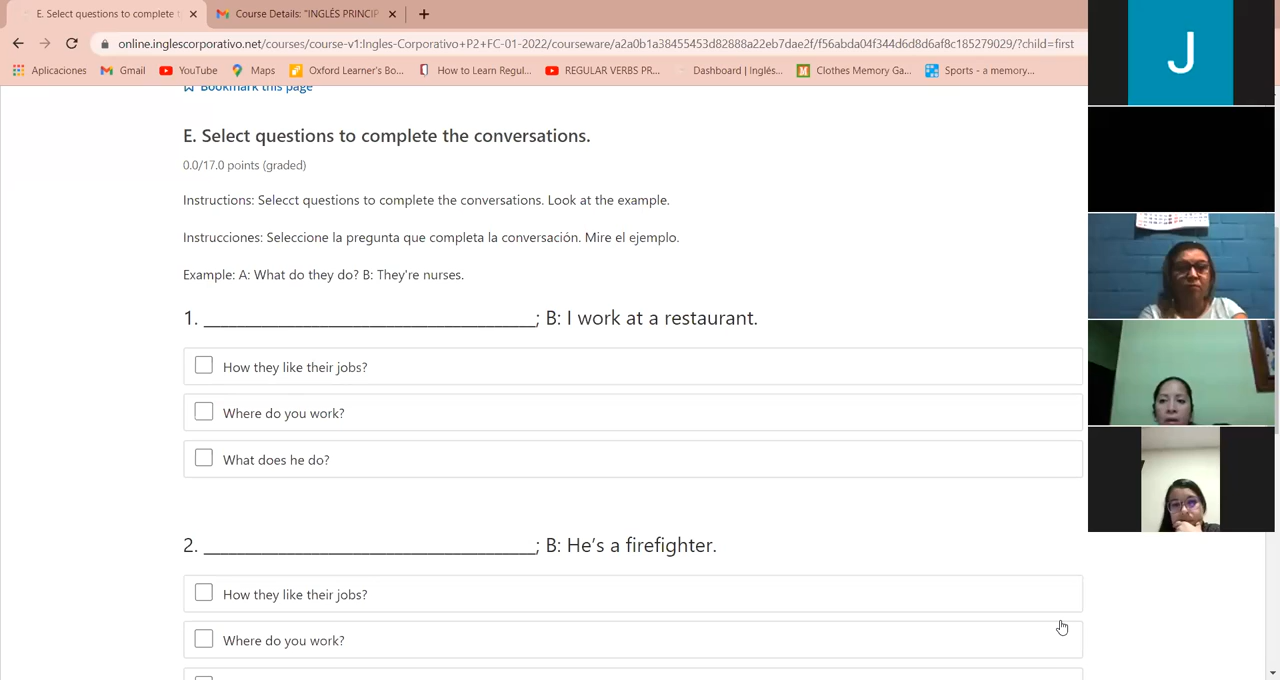 E. Select questions to complete t
Course Details: "INGLÉS PRINCIP
online.inglescorporativo.net/courses/course-v1:Ingles-Corporativo+P2+FC-01-2022/courseware/a2a0b1a38455453d82888a22eb7dae2f/f56abda04f344d6d8d6af8c185279029/?child=first
Aplicaciones Gmail YouTube Maps Oxford Learner's Bo... How to Learn Regul... REGULAR VERBS PR... Dashboard | Inglés... Clothes Memory Ga... Sports - a memory...
Bookmark this page
E. Select questions to complete the conversations.
0.0/17.0 points (graded)
Instructions: Selecct questions to complete the conversations. Look at the example.
Instrucciones: Seleccione la pregunta que completa la conversación. Mire el ejemplo.
Example: A: What do they do? B: They're nurses.
1. ___________________________________; B: I work at a restaurant.
How they like their jobs?
Where do you work?
What does he do?
2. ___________________________________; B: He's a firefighter.
How they like their jobs?
Where do you work?
J